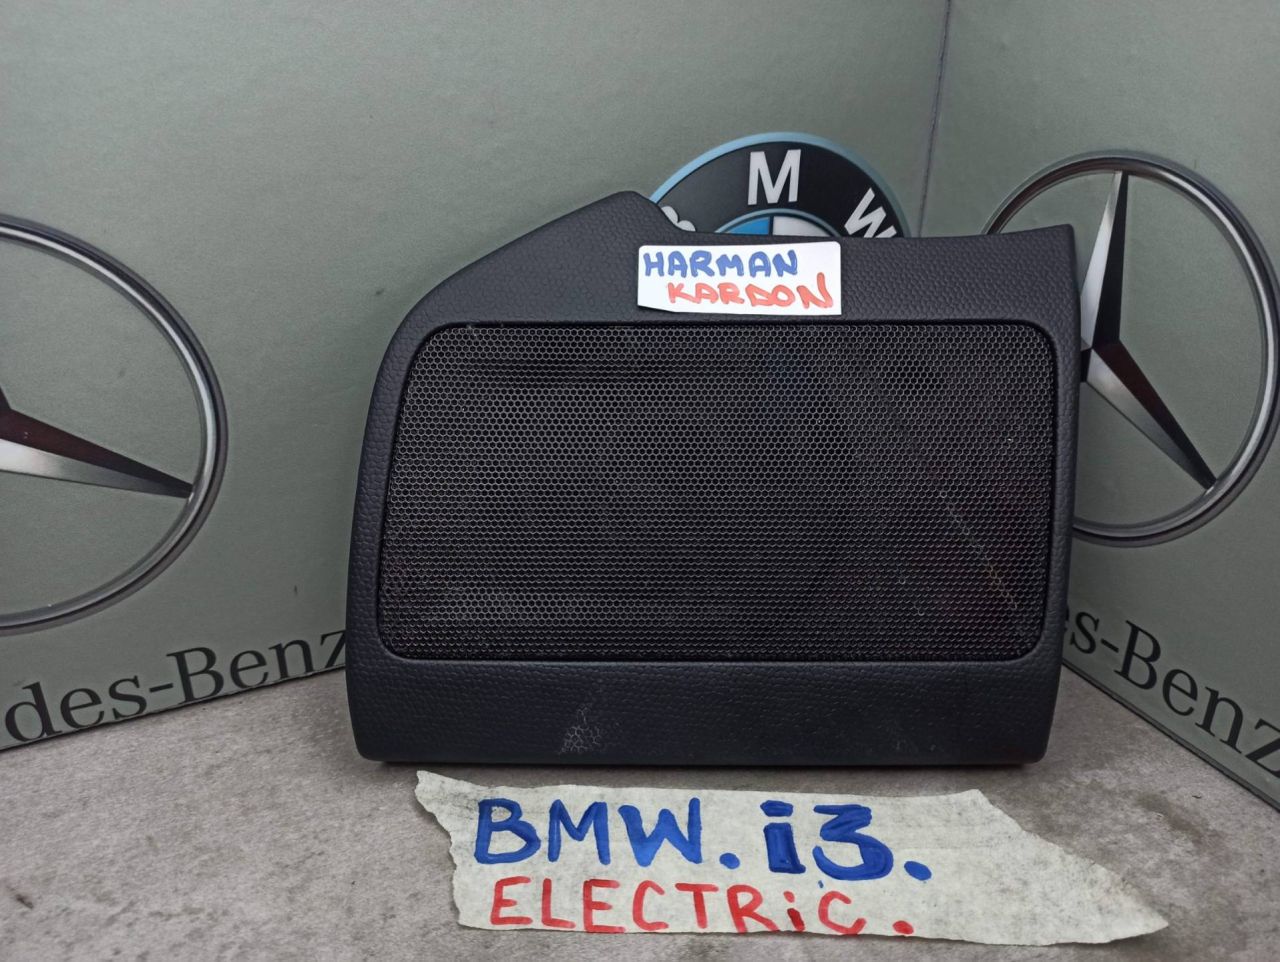 M
W
HARMAN
KARDON
des-Benz
es-Benz
BMW. i3.
ELECTRiC.